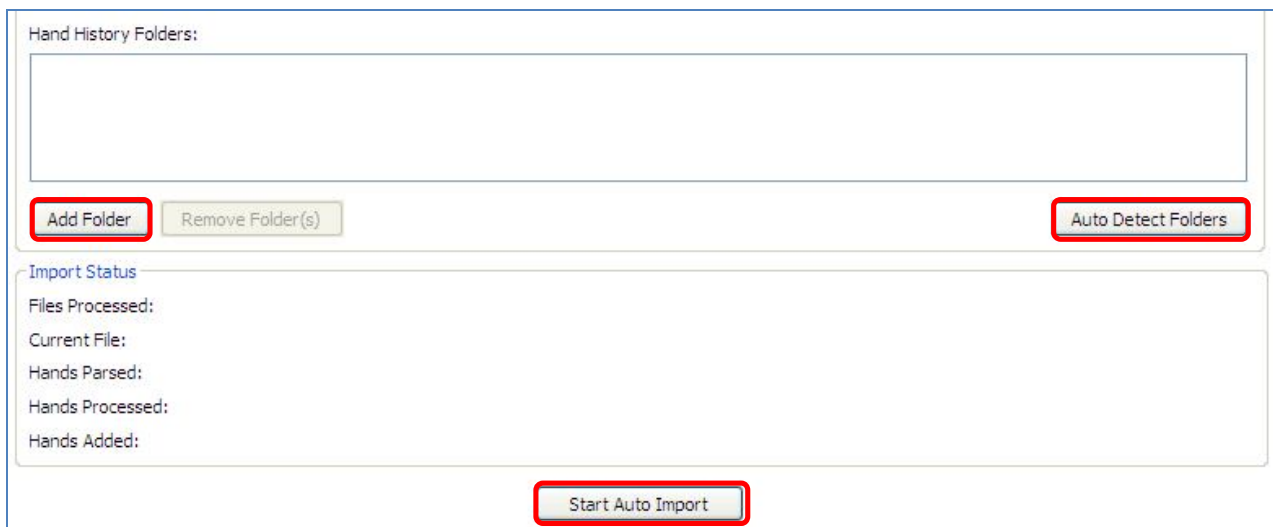 Hand History Folders:
Add Folder Remove Folder(s) Auto Detect Folders
Import Status
Files Processed:
Current File:
Hands Parsed:
Hands Processed:
Hands Added:
Start Auto Import